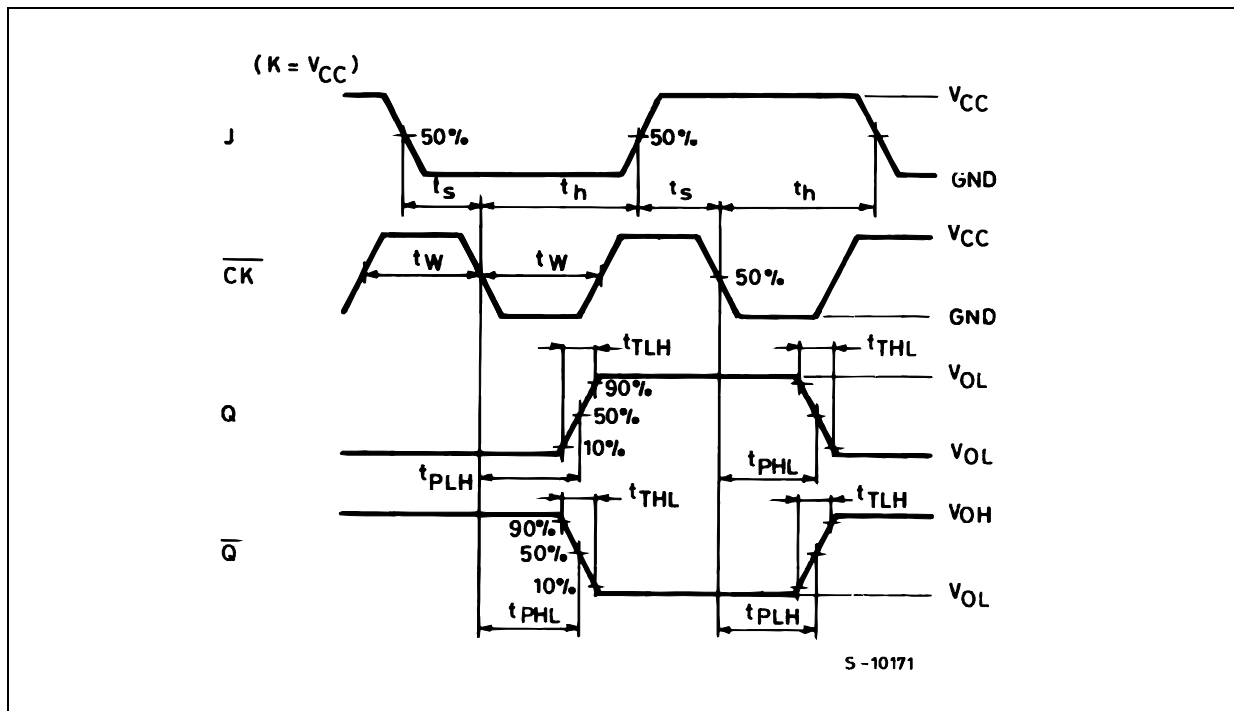 (K = VCC)
J
50%
50%
VCC
GND
ts
th
ts
th
CK
tW
tW
50%
VCC
GND
tTLH
tTHL
Q
90%
50%
10%
VOL
VOL
tPLH
tPHL
tTHL
tTLH
Q
90%
50%
10%
VOH
VOL
tPHL
tPLH
S-10171